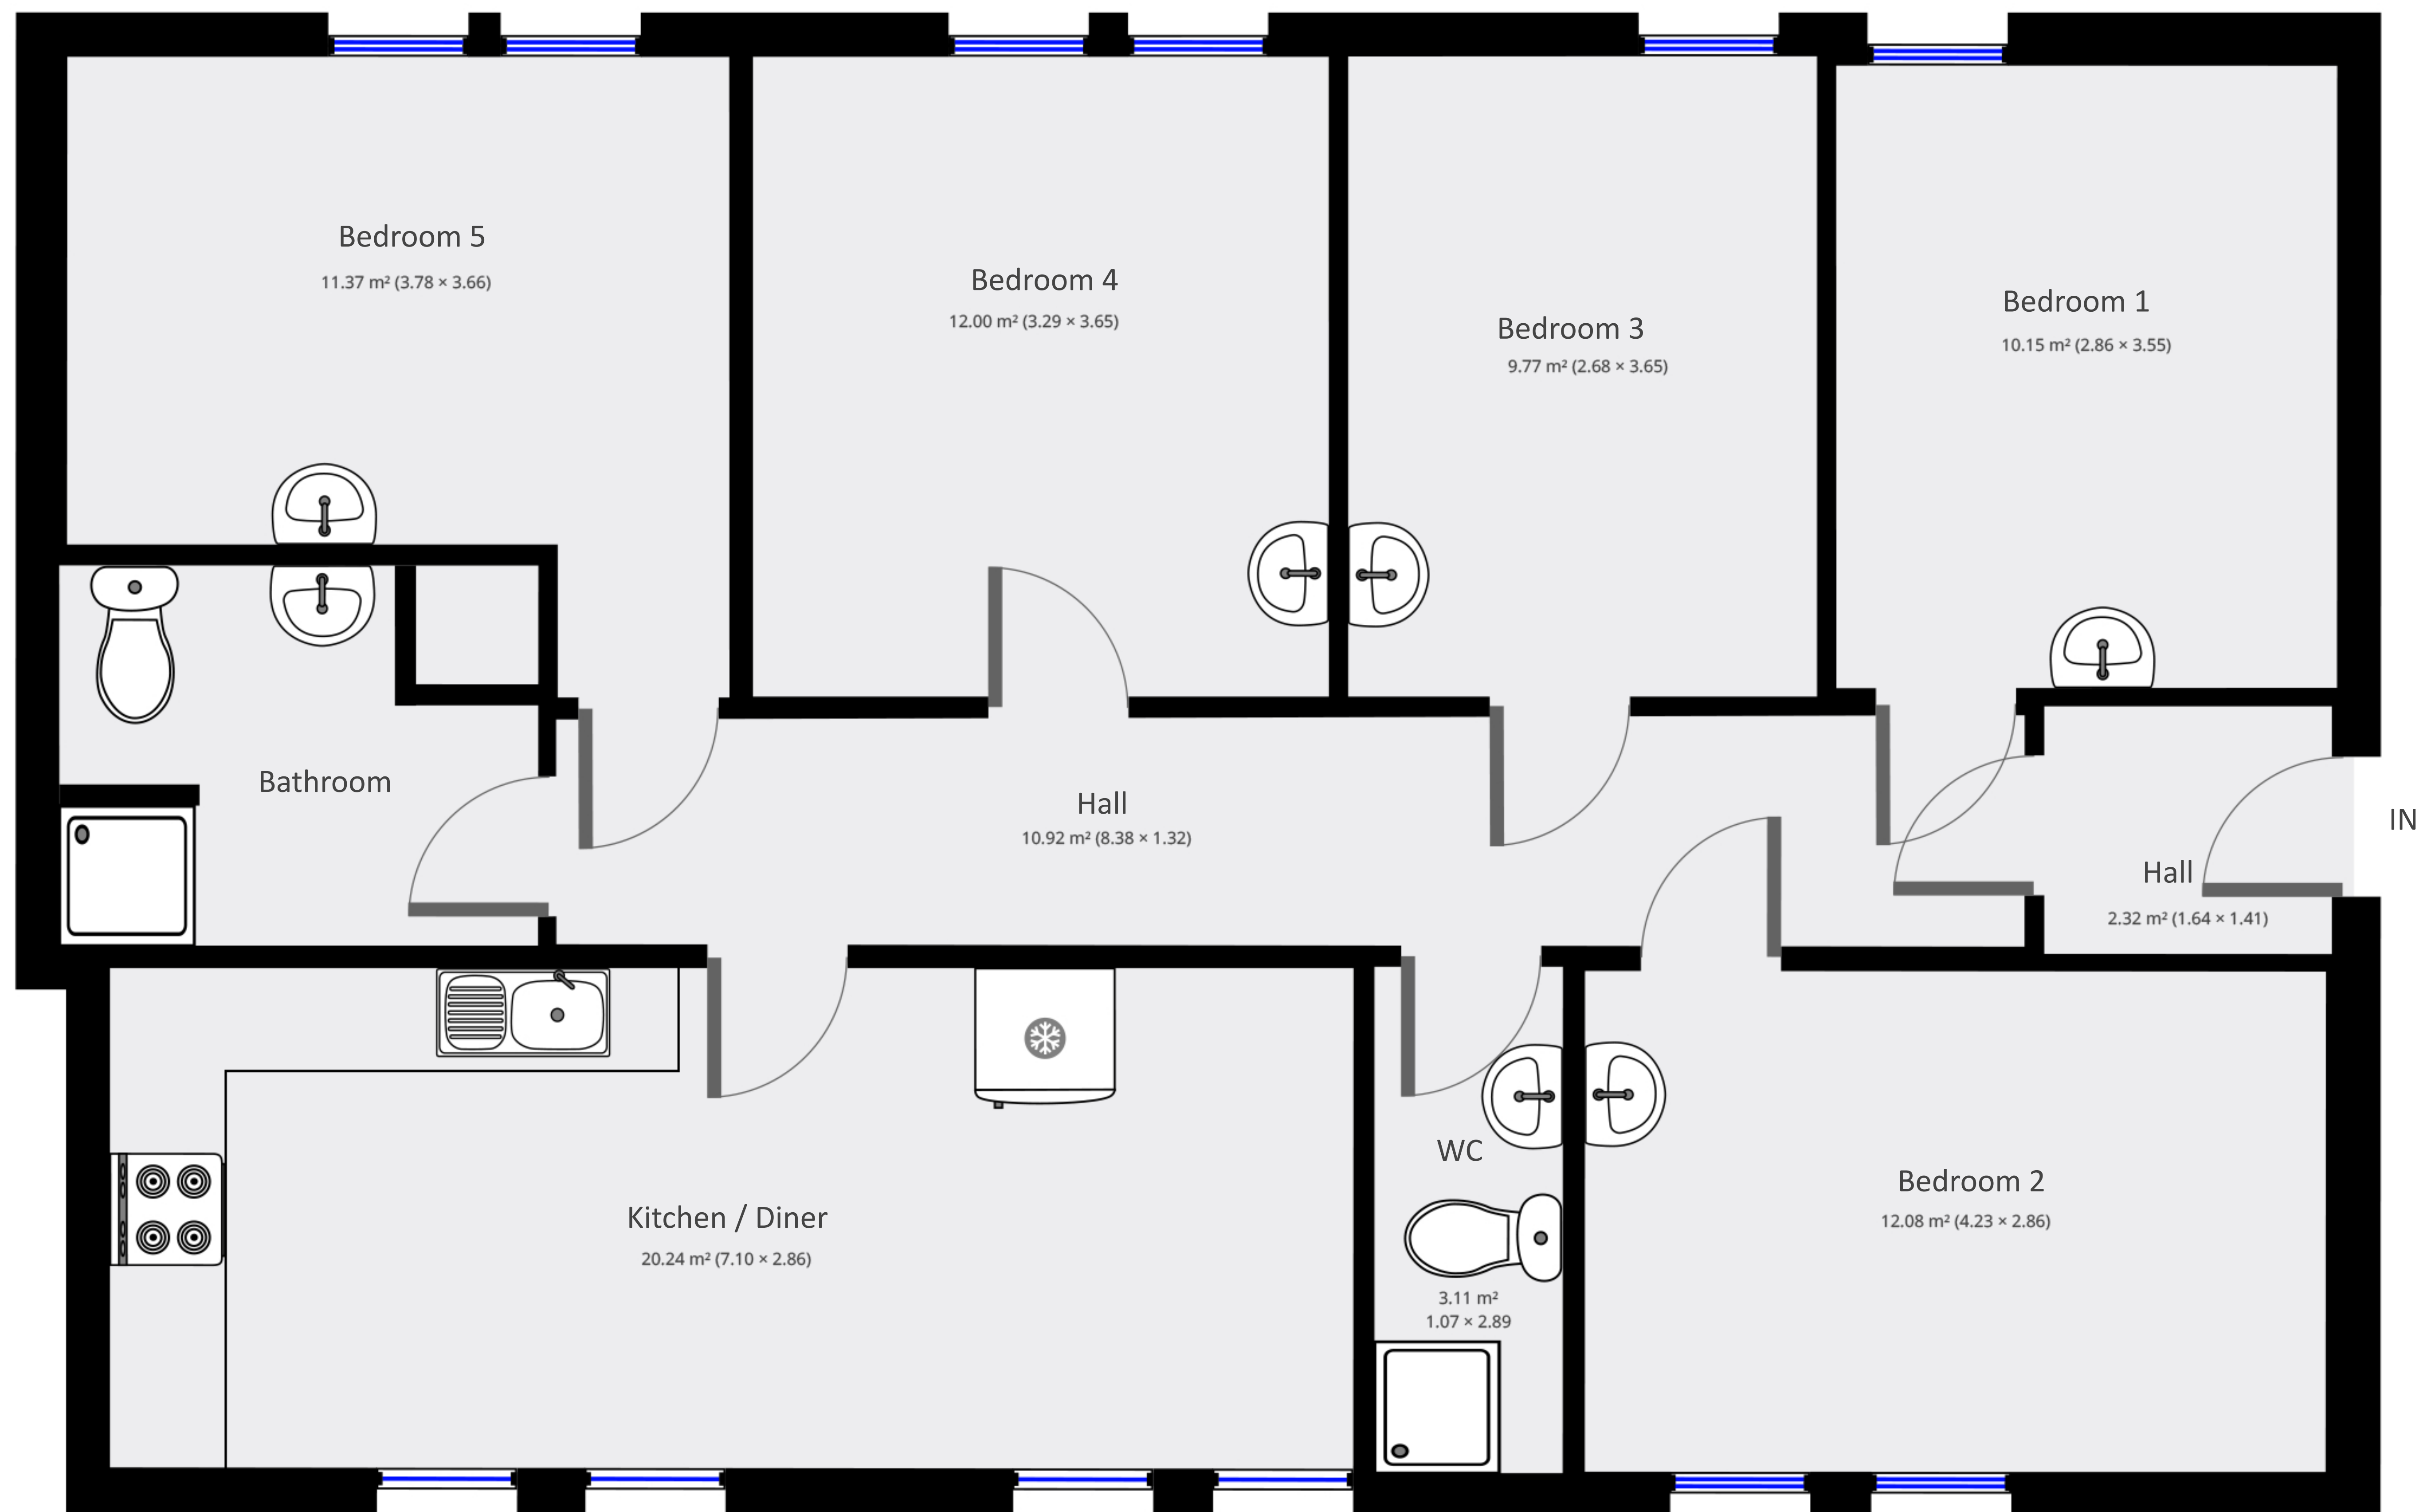 Bedroom 5
11.37 m² (3.78 × 3.66)
Bedroom 4
12.00 m² (3.29 × 3.65)
Bedroom 3
9.77 m² (2.68 × 3.65)
Bedroom 1
10.15 m² (2.86 × 3.55)
Bathroom
Hall
10.92 m² (8.38 × 1.32)
Hall
2.32 m² (1.64 × 1.41)
IN
Kitchen / Diner
20.24 m² (7.10 × 2.86)
WC
3.11 m²
1.07 × 2.89
Bedroom 2
12.08 m² (4.23 × 2.86)